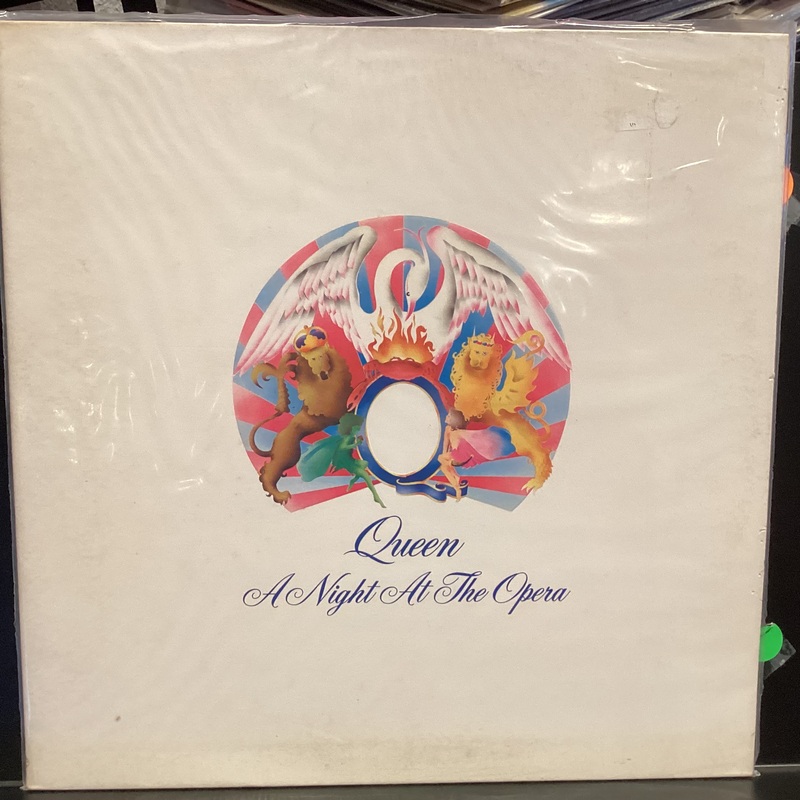 Queen
A Night At The Opera